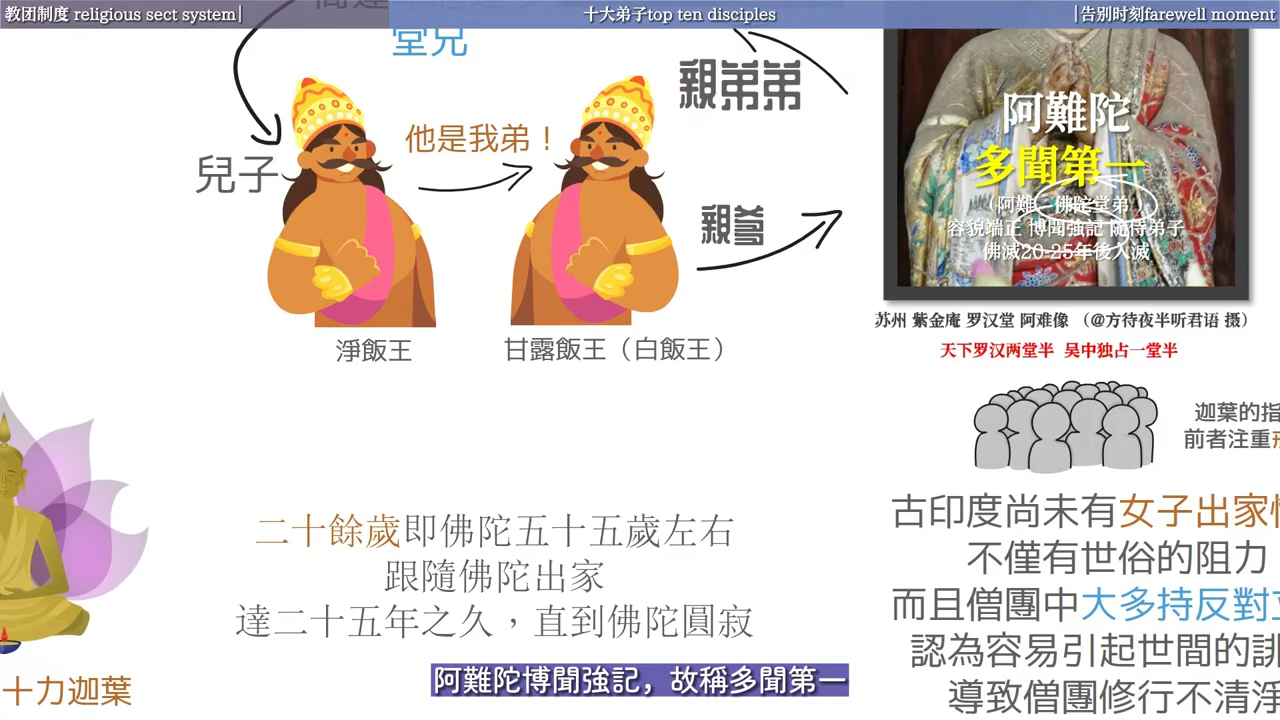 教团制度 religious sect system|
十大弟子top ten disciples
|告别时刻farewell moment
堂兄
親弟弟
兒子
他是我弟！
親爹
淨飯王
甘露飯王（白飯王）
阿難陀
多聞第一
（阿難：佛陀堂弟）
容貌端正 博聞強記 隨侍弟子
佛滅20-25年後入滅
苏州 紫金庵 罗汉堂 阿难像 （@方待夜半听君语 摄）
天下罗汉两堂半 吴中独占一堂半
迦葉的指
前者注重戒
二十餘歲即佛陀五十五歲左右
跟隨佛陀出家
達二十五年之久，直到佛陀圓寂
古印度尚未有女子出家
不僅有世俗的阻力
而且僧團中大多持反對
認為容易引起世間的誹
導致僧團修行不清淨
十力迦葉
阿難陀博聞強記，故稱多聞第一